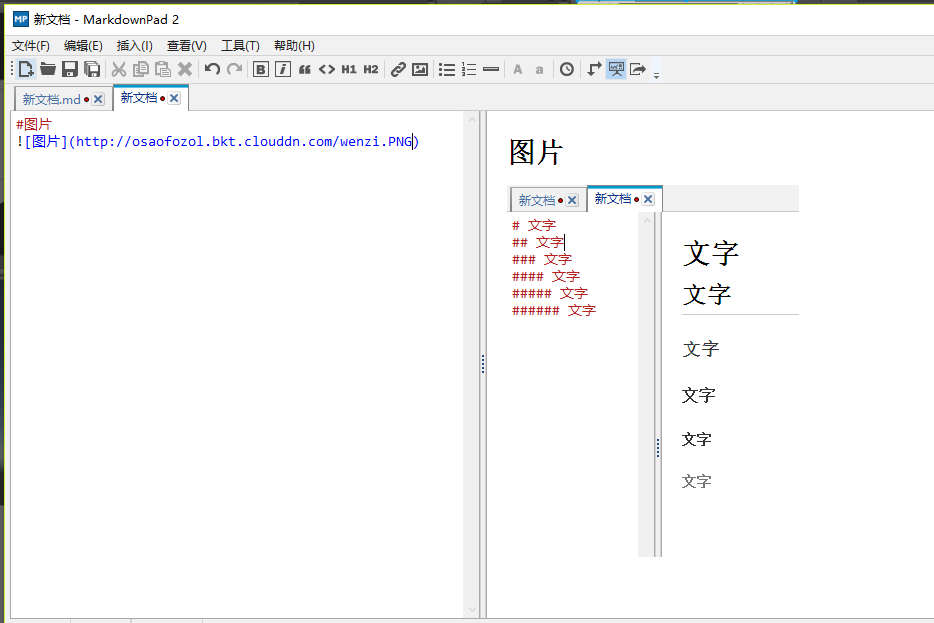 MP 新文档 - MarkdownPad 2
文件(F) 编辑(E) 插入(I) 查看(V) 工具(T) 帮助(H)
B i “ <> H1 H2 A a
新文档.md 新文档
#图片
![图片](http://osaofozol.bkt.clouddn.com/wenzi.PNG)
图片
新文档 新文档
# 文字
## 文字
### 文字
#### 文字
##### 文字
###### 文字
文字
文字
文字
文字
文字
文字